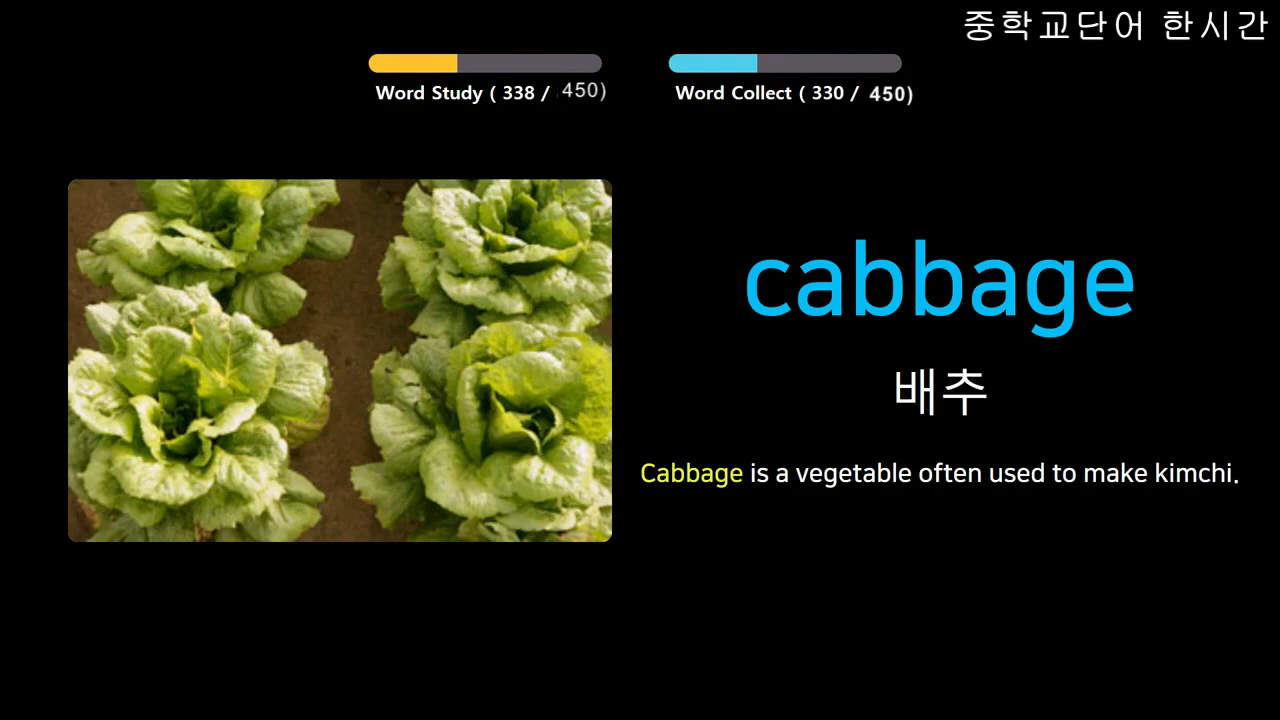 중학교단어 한시간
Word Study ( 338 / 450)
Word Collect ( 330 / 450)
cabbage
배추
Cabbage is a vegetable often used to make kimchi.